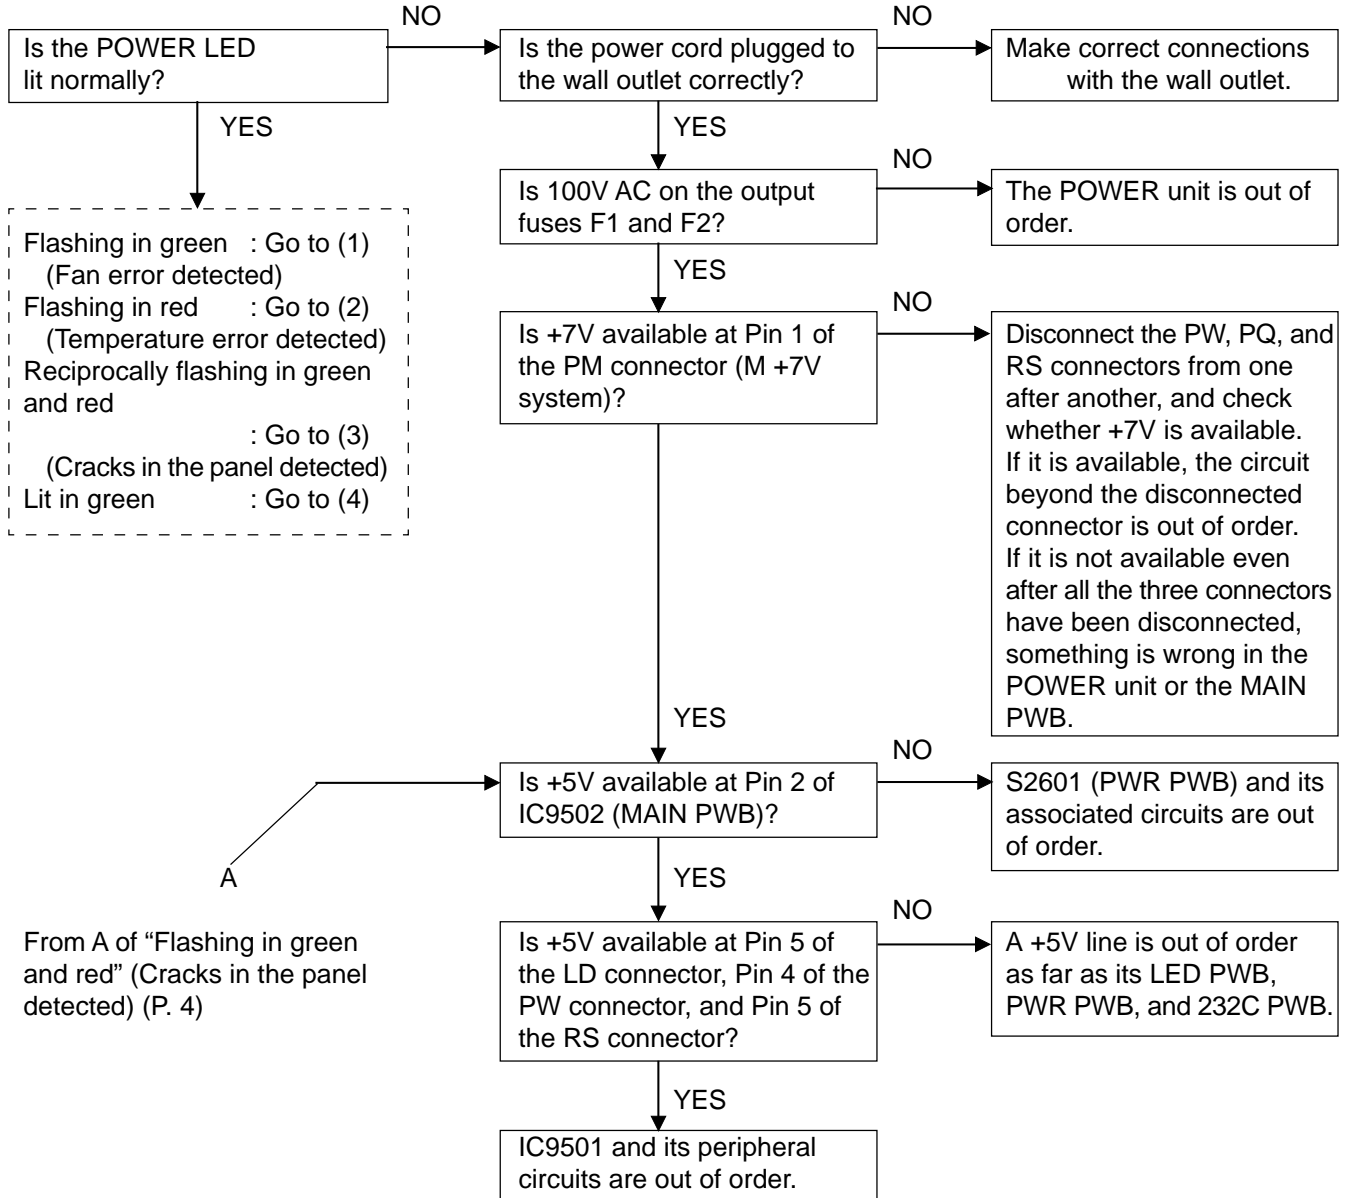 NO
Is the POWER LED
lit normally?
YES
Flashing in green : Go to (1)
(Fan error detected)
Flashing in red : Go to (2)
(Temperature error detected)
Reciprocally flashing in green
and red
: Go to (3)
(Cracks in the panel detected)
Lit in green : Go to (4)
Is the power cord plugged to
the wall outlet correctly?
NO
Make correct connections
with the wall outlet.
YES
Is 100V AC on the output
fuses F1 and F2?
NO
The POWER unit is out of
order.
YES
Is +7V available at Pin 1 of
the PM connector (M +7V
system)?
NO
Disconnect the PW, PQ, and
RS connectors from one
after another, and check
whether +7V is available.
If it is available, the circuit
beyond the disconnected
connector is out of order.
If it is not available even
after all the three connectors
have been disconnected,
something is wrong in the
POWER unit or the MAIN
PWB.
YES
Is +5V available at Pin 2 of
IC9502 (MAIN PWB)?
NO
S2601 (PWR PWB) and its
associated circuits are out
of order.
A
From A of “Flashing in green
and red” (Cracks in the panel
detected) (P. 4)
YES
Is +5V available at Pin 5 of
the LD connector, Pin 4 of the
PW connector, and Pin 5 of
the RS connector?
NO
A +5V line is out of order
as far as its LED PWB,
PWR PWB, and 232C PWB.
YES
IC9501 and its peripheral
circuits are out of order.